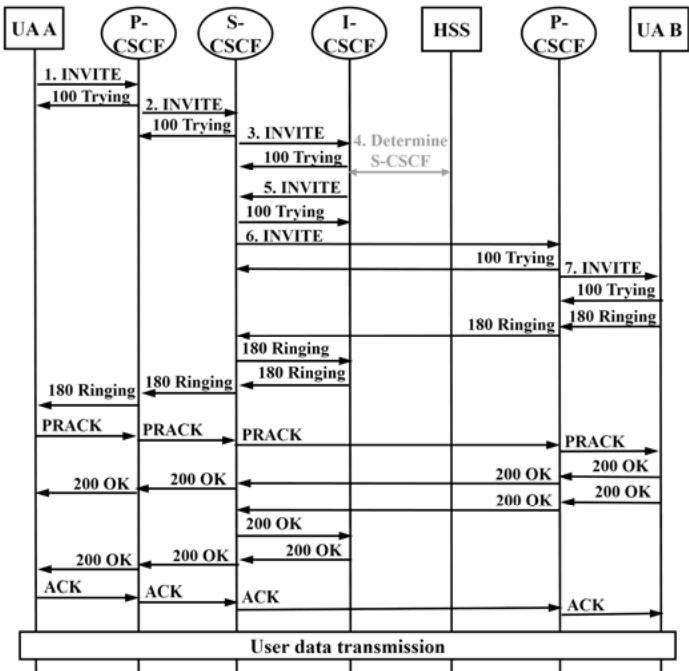 UA A
P-
CSCF
S-
CSCF
I-
CSCF
HSS
P-
CSCF
UA B
1. INVITE
100 Trying
2. INVITE
100 Trying
3. INVITE
4. Determine
S-CSCF
100 Trying
5. INVITE
100 Trying
6. INVITE
100 Trying
7. INVITE
100 Trying
180 Ringing
180 Ringing
180 Ringing
180 Ringing
180 Ringing
180 Ringing
PRACK
PRACK
PRACK
PRACK
200 OK
200 OK
200 OK
200 OK
200 OK
200 OK
200 OK
200 OK
200 OK
200 OK
ACK
ACK
ACK
ACK
User data transmission